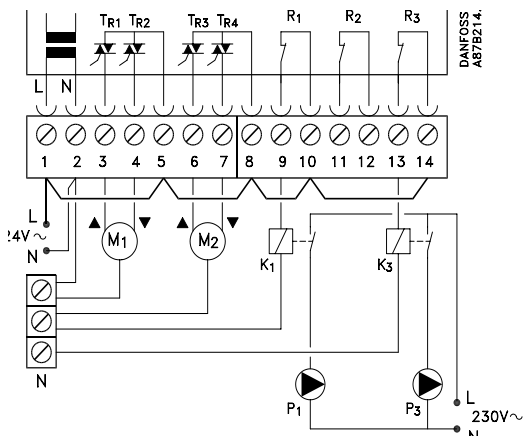 TR1 TR2 TR3 TR4 R1 R2 R3
DANFOSS
A87B214.
L N
1 2 3 4 5 6 7 8 9 10 11 12 13 14
L
24V~
N
M1 M2
K1 K3
N
P1 P3
L
230V~
N